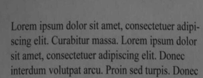 Lorem ipsum dolor sit amet, consectetuer adipi-
scing elit. Curabitur massa. Lorem ipsum dolor
sit amet, consectetuer adipiscing elit. Donec
interdum volutpat arcu. Proin sed turpis. Donec